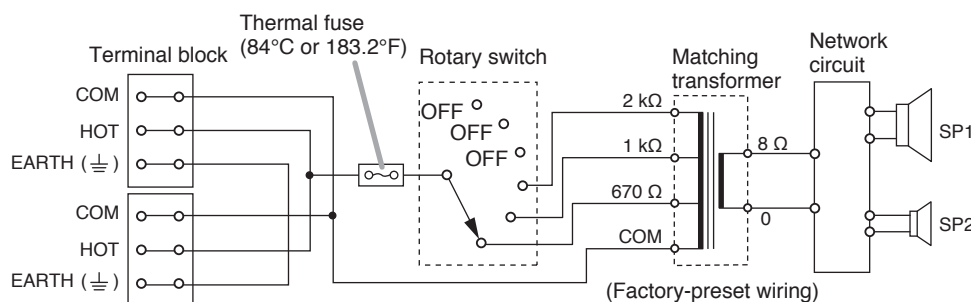 Thermal fuse
(84°C or 183.2°F)
Terminal block
Rotary switch
Matching
transformer
Network
circuit
COM
HOT
EARTH (⏚)
COM
HOT
EARTH (⏚)
OFF
OFF
OFF
2 kΩ
1 kΩ
670 Ω
COM
8 Ω
0
SP1
SP2
(Factory-preset wiring)